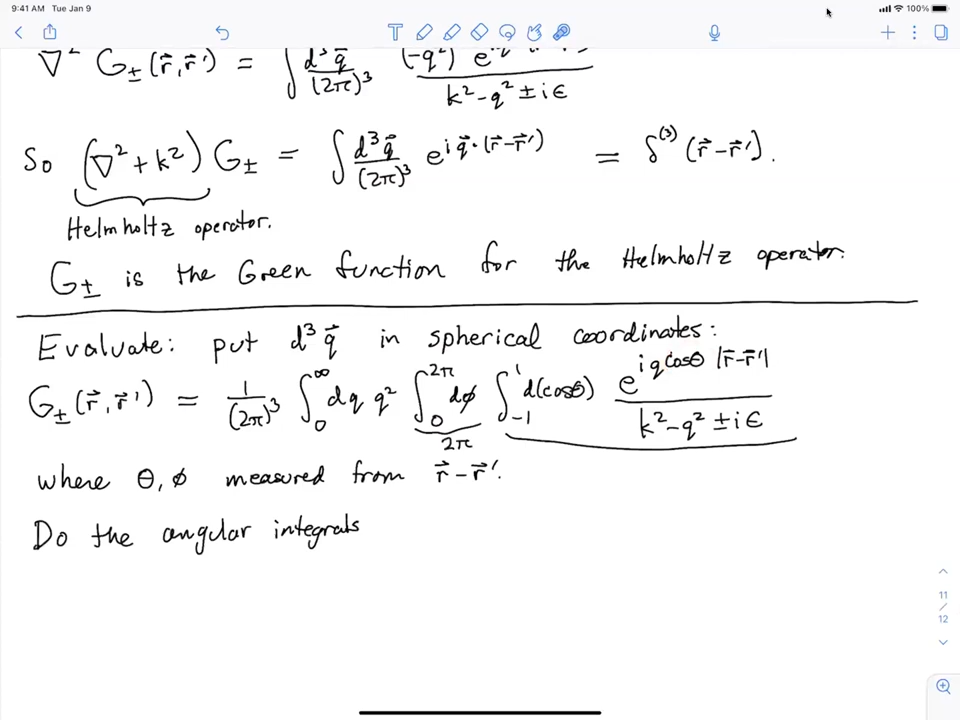 9:41 AM Tue Jan 9
100%
∇² G±(r⃗,r⃗′) = ∫ d³q⃗/(2π)³ (-q²) e / k²-q² ± iϵ
So (∇²+k²) G± = ∫ d³q⃗/(2π)³ e^{i q⃗·(r⃗-r⃗′)} = δ⁽³⁾(r⃗-r⃗′).
Helmholtz operator.
G± is the Green function for the Helmholtz operator.
Evaluate: put d³q⃗ in spherical coordinates:
G±(r⃗,r⃗′) = 1/(2π)³ ∫₀^∞ dq q² ∫₀^{2π} dϕ ∫₋₁^1 d(cosθ) e^{iq cosθ |r⃗-r⃗′|} / k²-q² ± iϵ
2π
where θ, ϕ measured from r⃗-r⃗′.
Do the angular integrals
11
/
12